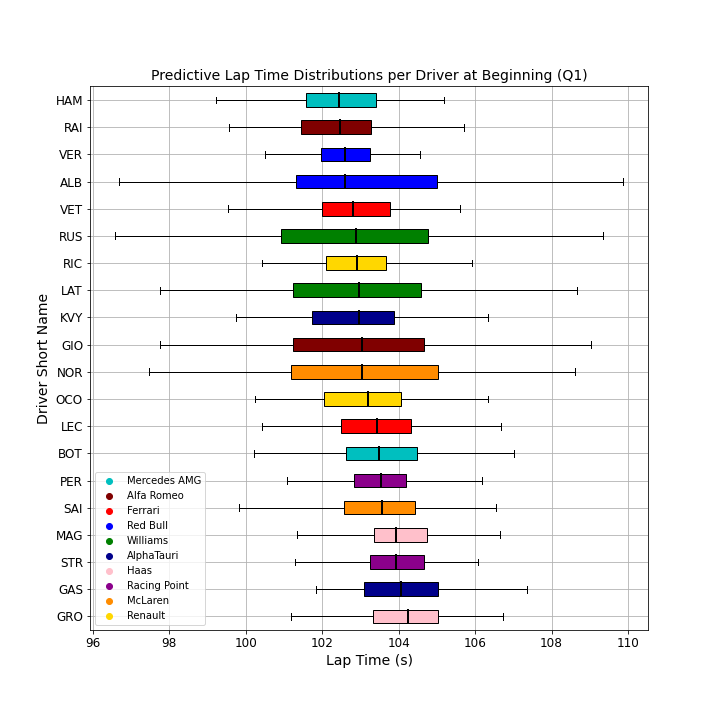 Predictive Lap Time Distributions per Driver at Beginning (Q1)
Driver Short Name
HAM
RAI
VER
ALB
VET
RUS
RIC
LAT
KVY
GIO
NOR
OCO
LEC
BOT
PER
SAI
MAG
STR
GAS
GRO
Mercedes AMG
Alfa Romeo
Ferrari
Red Bull
Williams
AlphaTauri
Haas
Racing Point
McLaren
Renault
96 98 100 102 104 106 108 110
Lap Time (s)